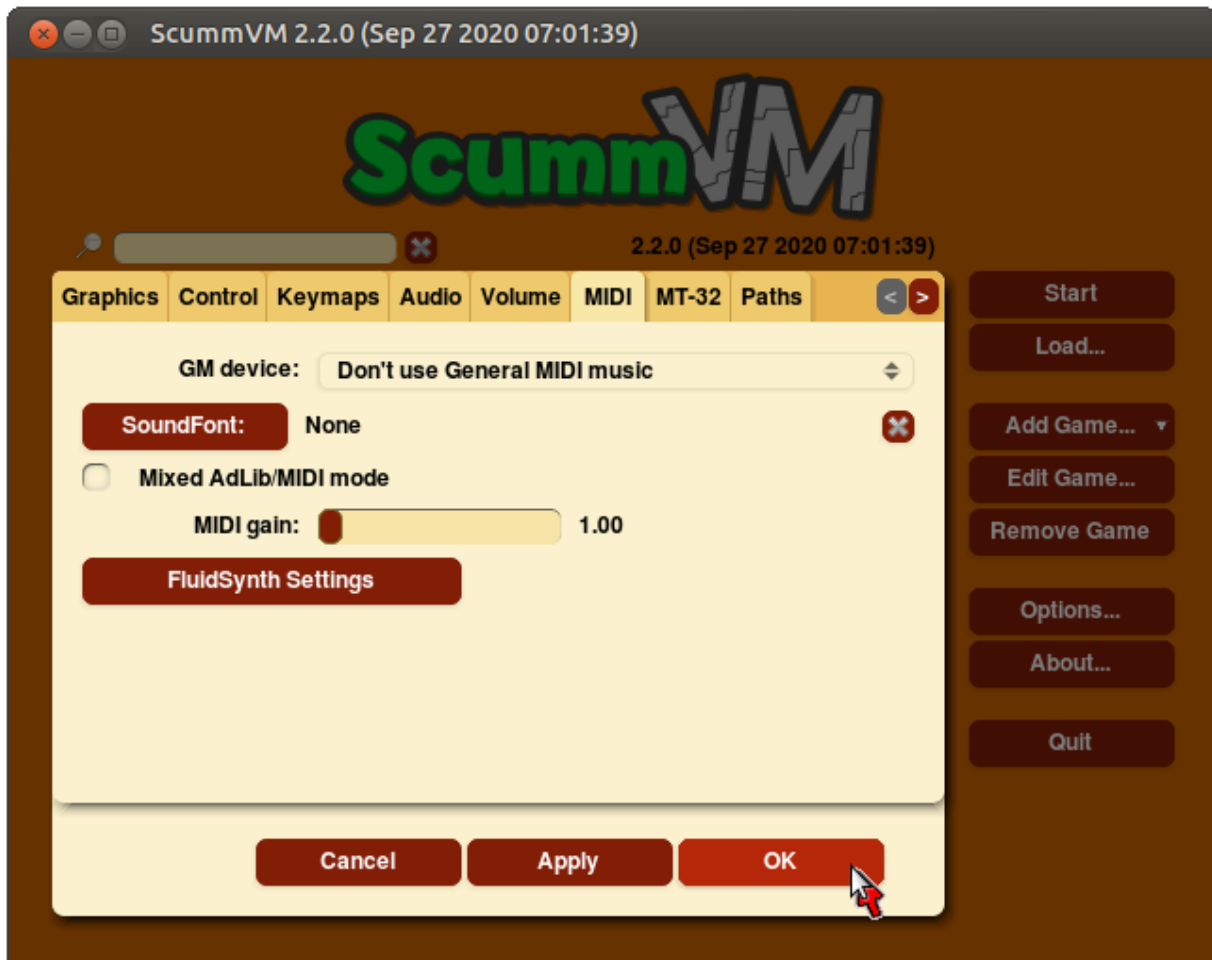 ScummVM 2.2.0 (Sep 27 2020 07:01:39)
ScummVM
2.2.0 (Sep 27 2020 07:01:39)
Graphics Control Keymaps Audio Volume MIDI MT-32 Paths < >
GM device: Don't use General MIDI music
SoundFont: None
Mixed AdLib/MIDI mode
MIDI gain: 1.00
FluidSynth Settings
Cancel Apply OK
Start
Load...
Add Game...
Edit Game...
Remove Game
Options...
About...
Quit